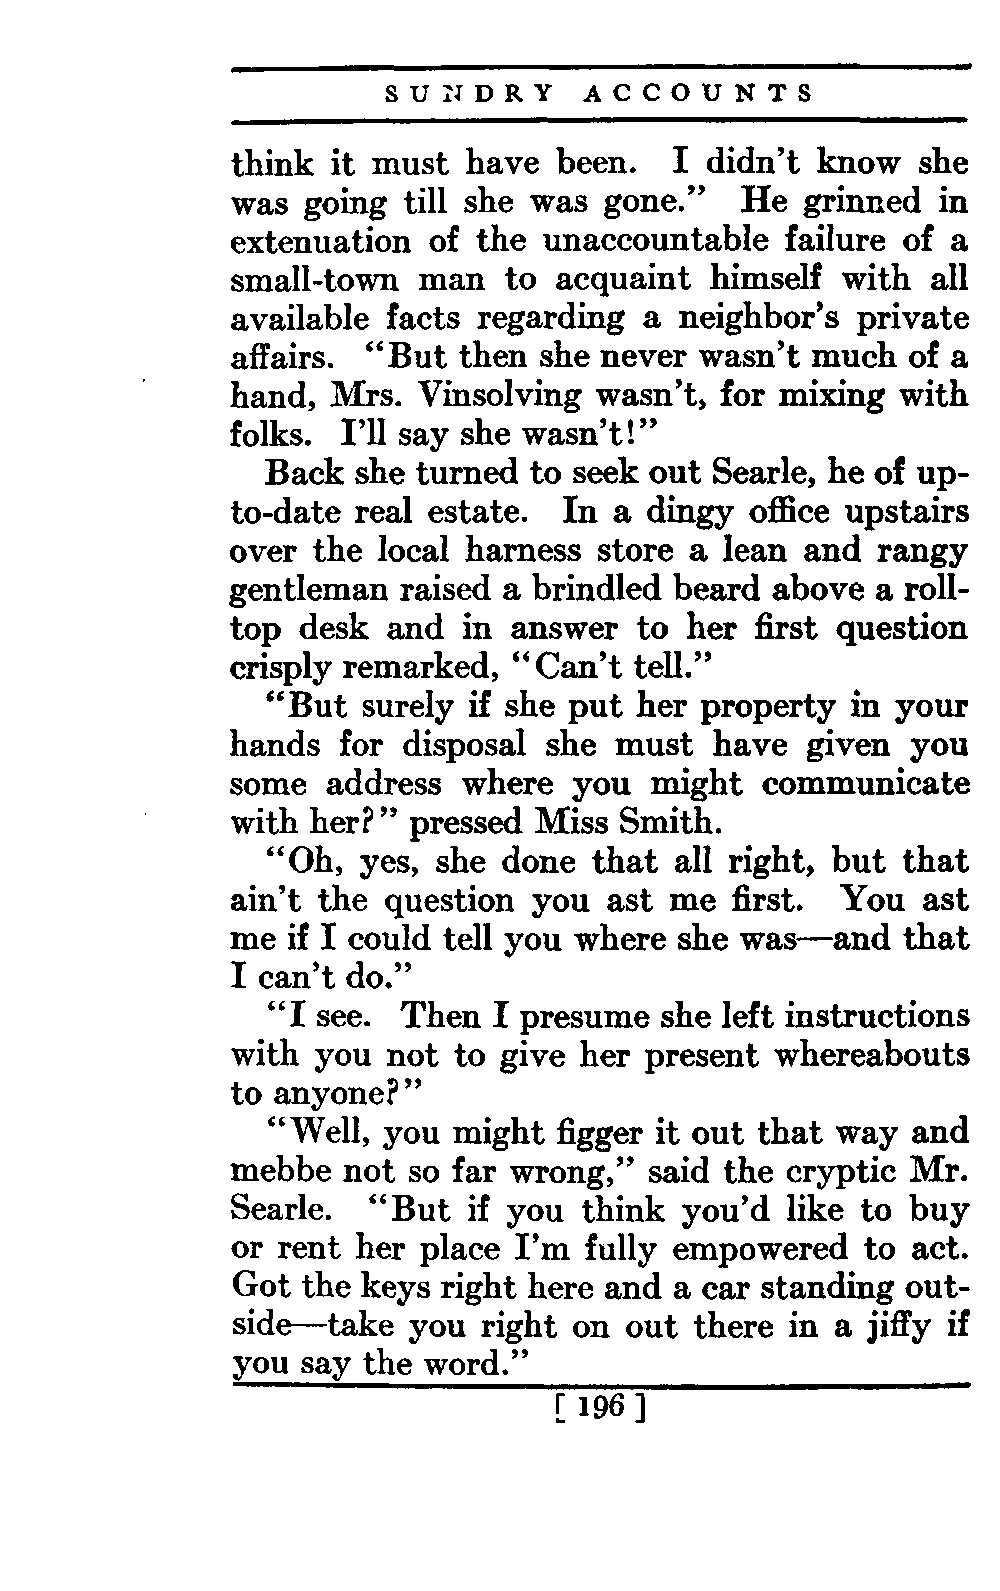 SUNDRY ACCOUNTS
think it must have been. I didn't know she
was going till she was gone." He grinned in
extenuation of the unaccountable failure of a
small-town man to acquaint himself with all
available facts regarding a neighbor's private
affairs. "But then she never wasn't much of a
hand, Mrs. Vinsolving wasn't, for mixing with
folks. I'll say she wasn't!"
Back she turned to seek out Searle, he of up-
to-date real estate. In a dingy office upstairs
over the local harness store a lean and rangy
gentleman raised a brindled beard above a roll-
top desk and in answer to her first question
crisply remarked, "Can't tell."
"But surely if she put her property in your
hands for disposal she must have given you
some address where you might communicate
with her?" pressed Miss Smith.
"Oh, yes, she done that all right, but that
ain't the question you ast me first. You ast
me if I could tell you where she was—and that
I can't do."
"I see. Then I presume she left instructions
with you not to give her present whereabouts
to anyone?"
"Well, you might figger it out that way and
mebbe not so far wrong," said the cryptic Mr.
Searle. "But if you think you'd like to buy
or rent her place I'm fully empowered to act.
Got the keys right here and a car standing out-
side—take you right on out there in a jiffy if
you say the word."
[ 196 ]